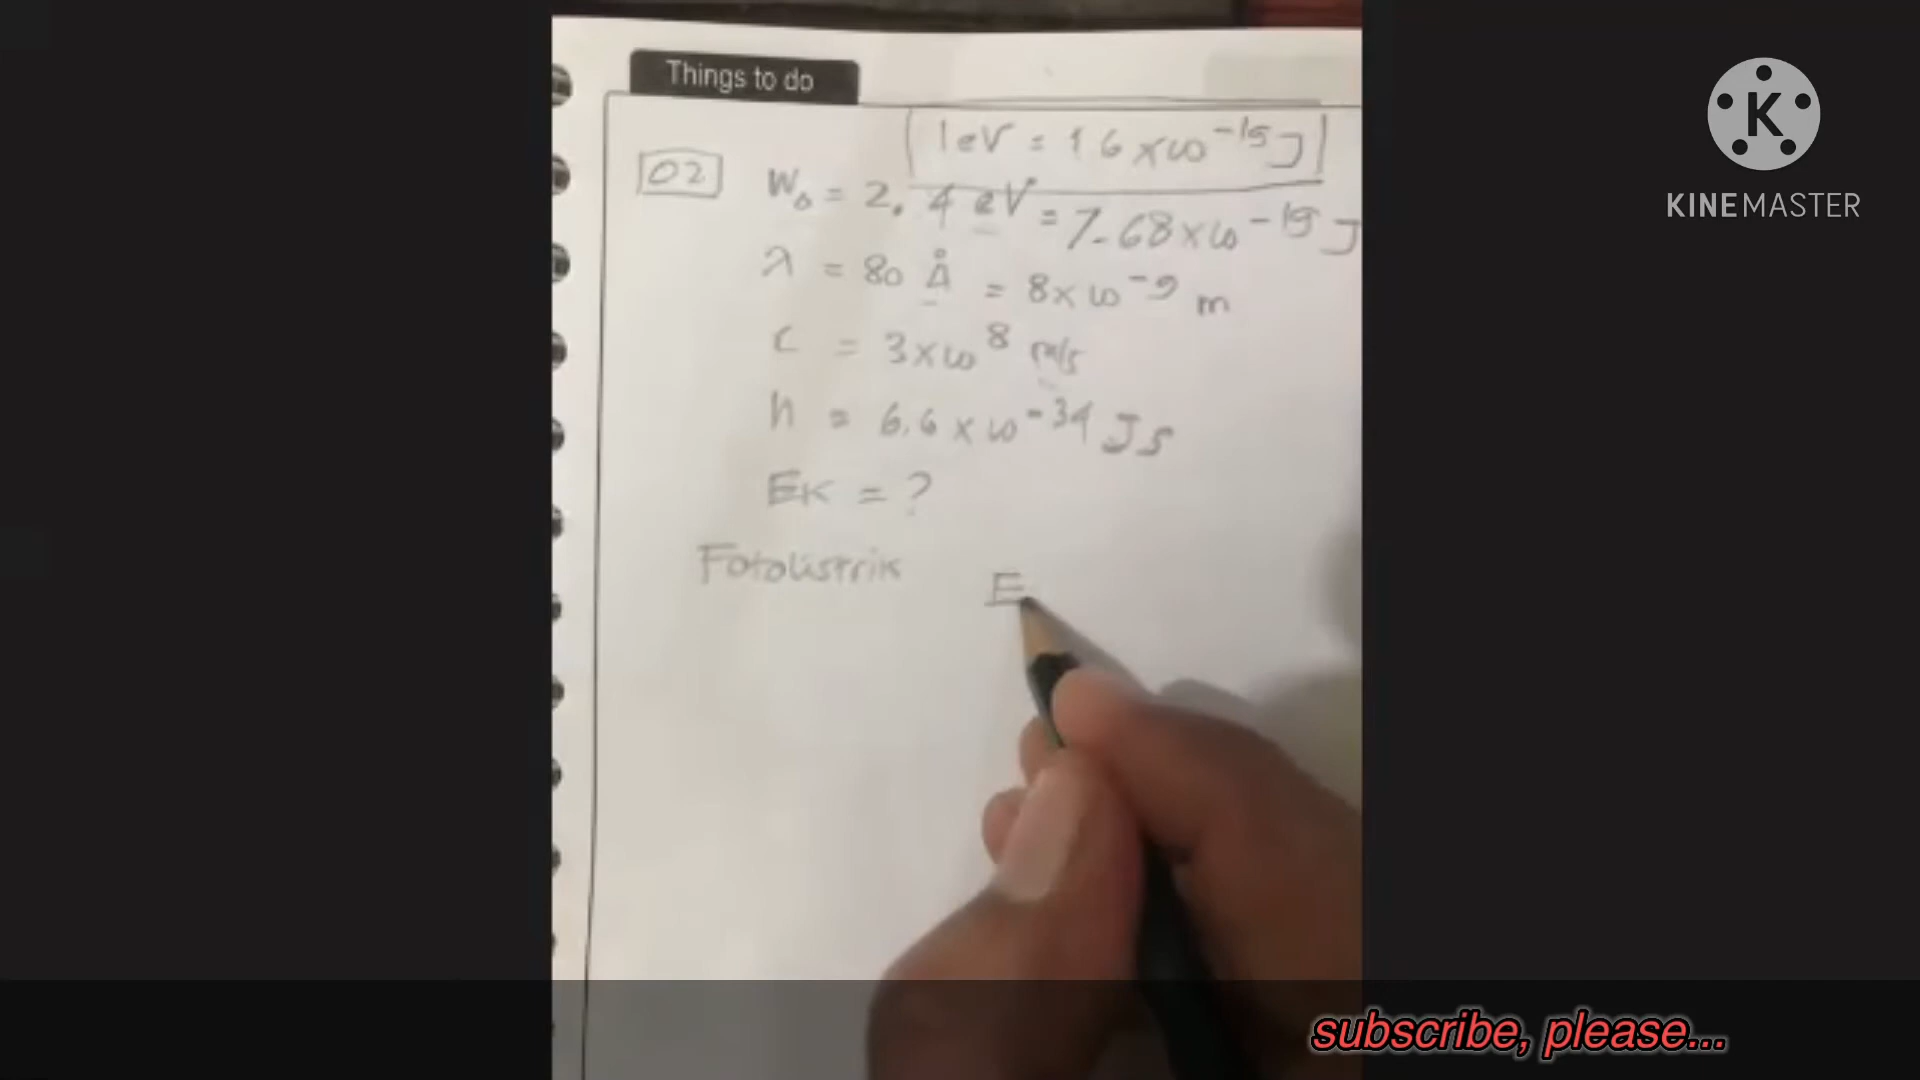 Things to do
1eV = 1 6 x 10^-19 J
02
W₀ = 2. 4 eV = 7.68 x 10^-19 J
λ = 80 Å = 8 x 10^-9 m
c = 3 x 10^8 m/s
h = 6.6 x 10^-34 J s
EK = ?
Fotolistrik E
K
KINEMASTER
subscribe, please...